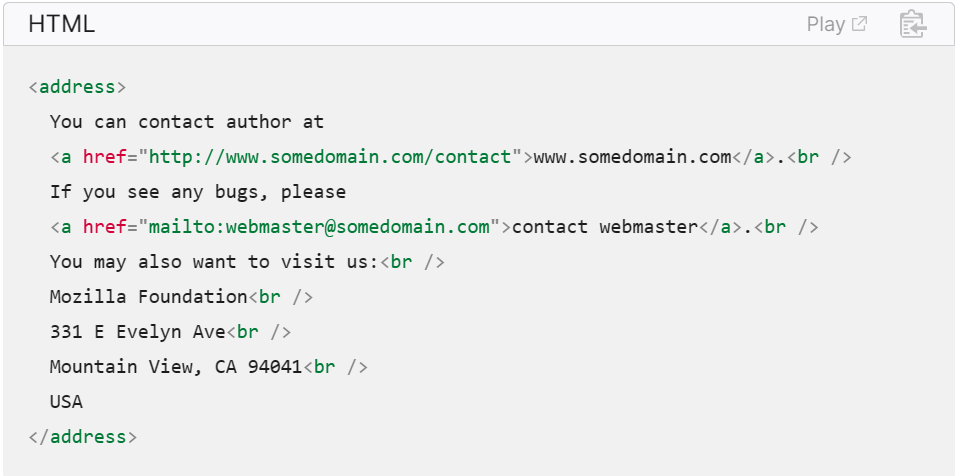 HTML
Play
<address>
You can contact author at
<a href="http://www.somedomain.com/contact">www.somedomain.com</a>.<br />
If you see any bugs, please
<a href="mailto:webmaster@somedomain.com">contact webmaster</a>.<br />
You may also want to visit us:<br />
Mozilla Foundation<br />
331 E Evelyn Ave<br />
Mountain View, CA 94041<br />
USA
</address>